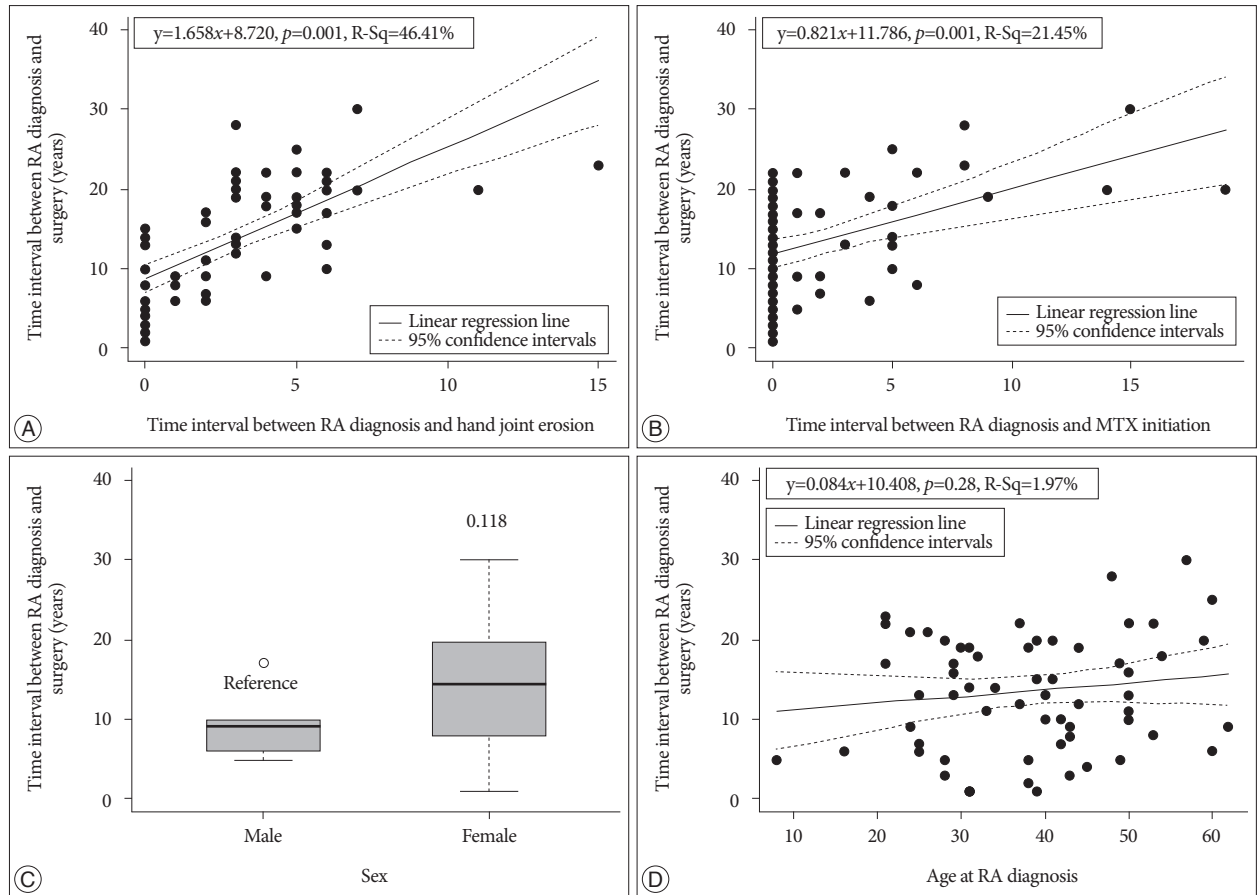 y=1.658x+8.720, p=0.001, R-Sq=46.41%
Time interval between RA diagnosis and
surgery (years)
40
30
20
10
0
Linear regression line
95% confidence intervals
0 5 10 15
Time interval between RA diagnosis and hand joint erosion
A
y=0.821x+11.786, p=0.001, R-Sq=21.45%
Time interval between RA diagnosis and
surgery (years)
40
30
20
10
0
Linear regression line
95% confidence intervals
0 5 10 15
Time interval between RA diagnosis and MTX initiation
B
Time interval between RA diagnosis and
surgery (years)
40
30
20
10
0
0.118
Reference
Male Female
Sex
C
y=0.084x+10.408, p=0.28, R-Sq=1.97%
Linear regression line
95% confidence intervals
Time interval between RA diagnosis and
surgery (years)
40
30
20
10
0
10 20 30 40 50 60
Age at RA diagnosis
D